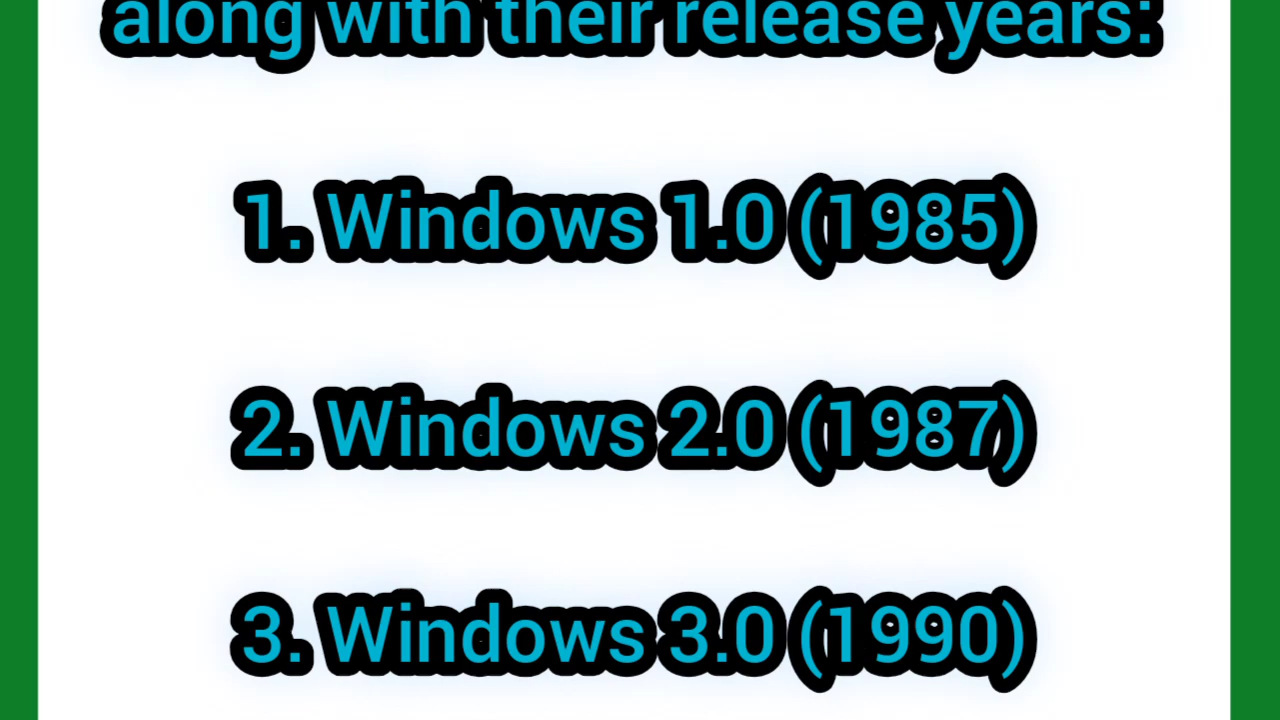 along with their release years:
1. Windows 1.0 (1985)
2. Windows 2.0 (1987)
3. Windows 3.0 (1990)